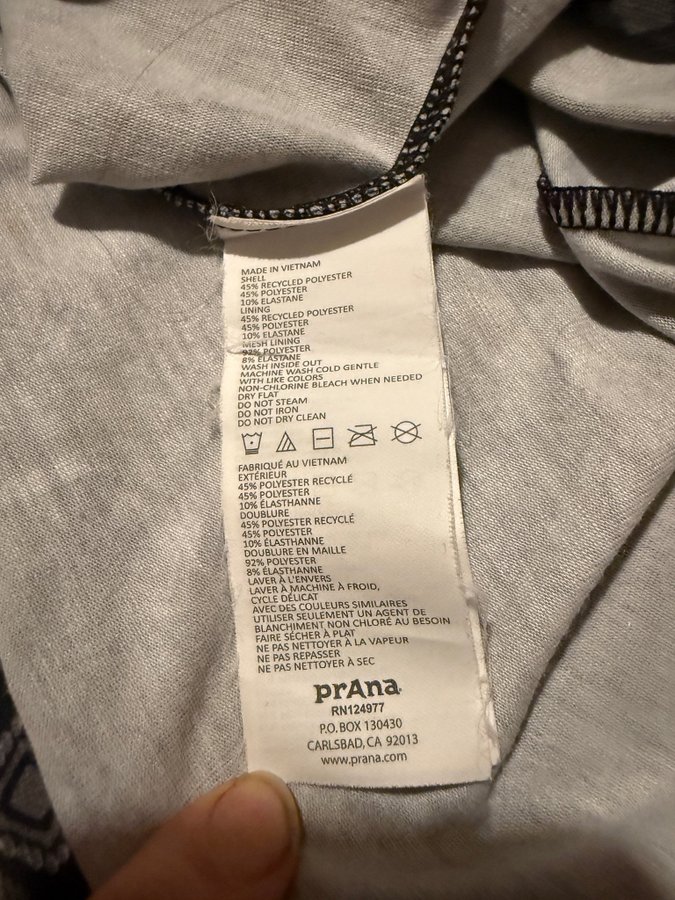 MADE IN VIETNAM
SHELL
45% RECYCLED POLYESTER
45% POLYESTER
10% ELASTANE
LINING
45% RECYCLED POLYESTER
45% POLYESTER
10% ELASTANE
MESH LINING
92% POLYESTER
8% ELASTANE
WASH INSIDE OUT
MACHINE WASH COLD GENTLE
WITH LIKE COLORS
NON-CHLORINE BLEACH WHEN NEEDED
DRY FLAT
DO NOT STEAM
DO NOT IRON
DO NOT DRY CLEAN
FABRIQUÉ AU VIETNAM
EXTÉRIEUR
45% POLYESTER RECYCLÉ
45% POLYESTER
10% ÉLASTHANNE
DOUBLURE
45% POLYESTER RECYCLÉ
45% POLYESTER
10% ÉLASTHANNE
DOUBLURE EN MAILLE
92% POLYESTER
8% ÉLASTHANNE
LAVER À L'ENVERS
LAVER À MACHINE À FROID,
CYCLE DÉLICAT
AVEC DES COULEURS SIMILAIRES
UTILISER SEULEMENT UN AGENT DE
BLANCHIMENT NON CHLORÉ AU BESOIN
FAIRE SÉCHER À PLAT
NE PAS NETTOYER À LA VAPEUR
NE PAS REPASSER
NE PAS NETTOYER À SEC
prAna
RN124977
P.O. BOX 130430
CARLSBAD, CA 92013
www.prana.com